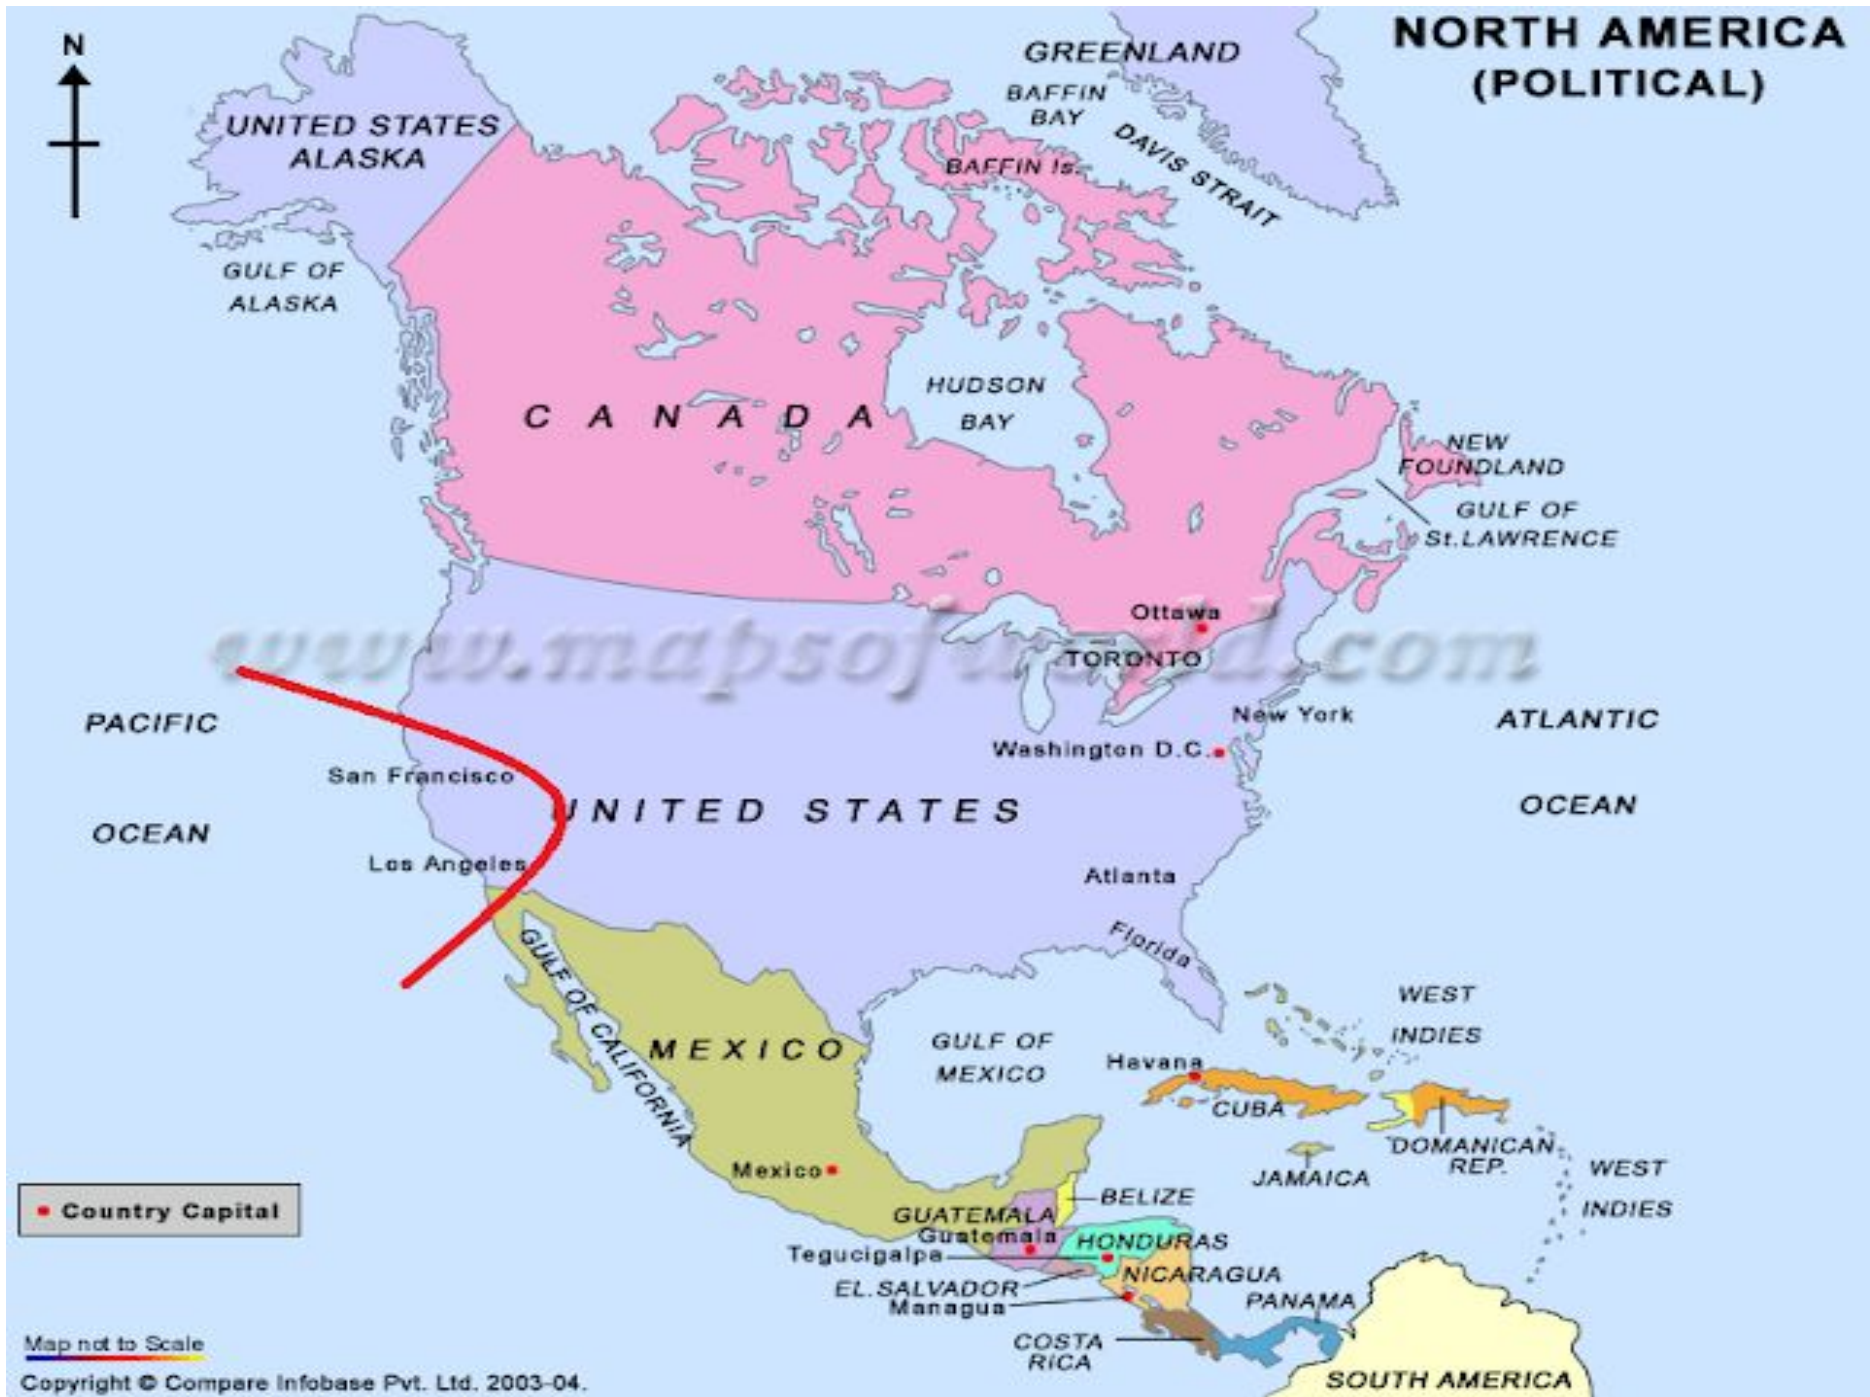 NORTH AMERICA
(POLITICAL)
N
GREENLAND
BAFFIN
BAY
DAVIS STRAIT
UNITED STATES
ALASKA
BAFFIN Is.
GULF OF
ALASKA
HUDSON
BAY
CANADA
NEW
FOUNDLAND
GULF OF
St.LAWRENCE
Ottawa
www.mapsofworld.com
TORONTO
PACIFIC
OCEAN
New York
ATLANTIC
OCEAN
Washington D.C.
San Francisco
UNITED STATES
Los Angeles
Atlanta
Florida
GULF OF CALIFORNIA
WEST
INDIES
MEXICO
GULF OF
MEXICO
Havana
CUBA
DOMANICAN
REP.
JAMAICA
WEST
INDIES
Mexico
BELIZE
GUATEMALA
Guatemala
HONDURAS
Tegucigalpa
NICARAGUA
EL.SALVADOR
Managua
PANAMA
COSTA
RICA
SOUTH AMERICA
Country Capital
Map not to Scale
Copyright © Compare Infobase Pvt. Ltd. 2003-04.